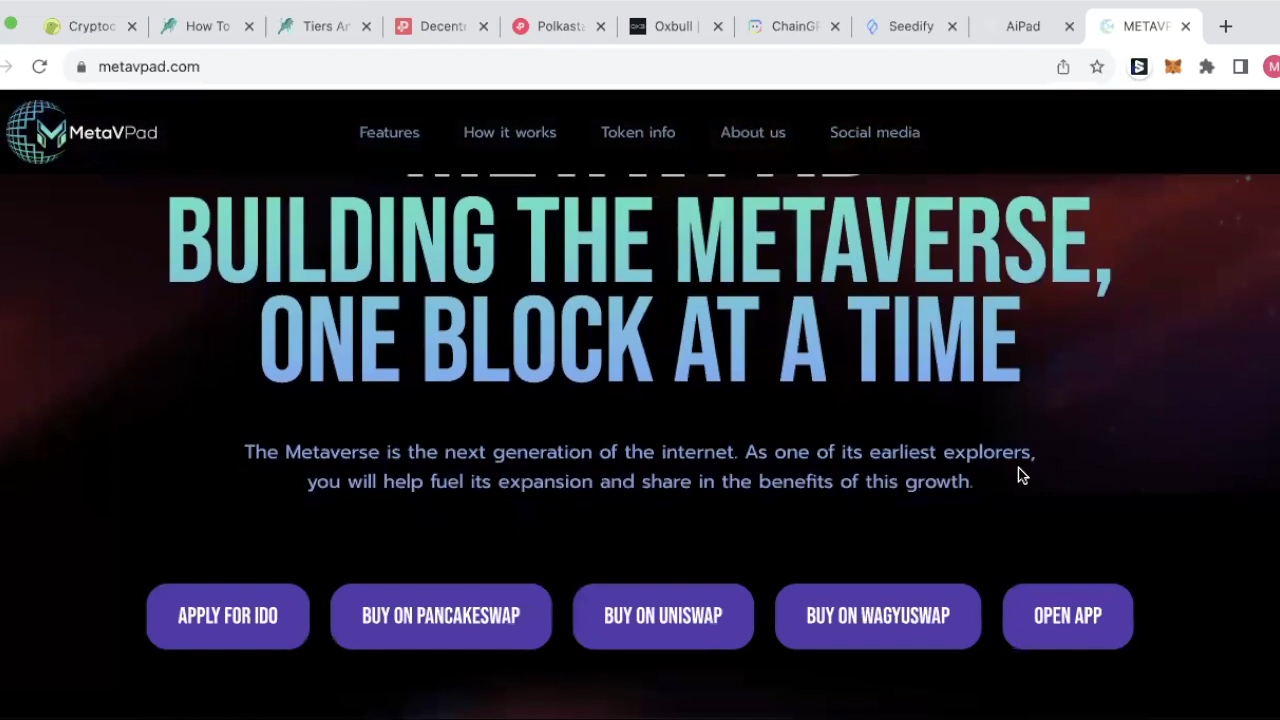 Cryptoc
How To
Tiers Ar
Decentr
Polkasta
Oxbull |
ChainGP
Seedify
AiPad
METAVP
metavpad.com
M
MetaVPad
Features
How it works
Token info
About us
Social media
BUILDING THE METAVERSE,
ONE BLOCK AT A TIME
The Metaverse is the next generation of the internet. As one of its earliest explorers,
you will help fuel its expansion and share in the benefits of this growth.
APPLY FOR IDO
BUY ON PANCAKESWAP
BUY ON UNISWAP
BUY ON WAGYUSWAP
OPEN APP